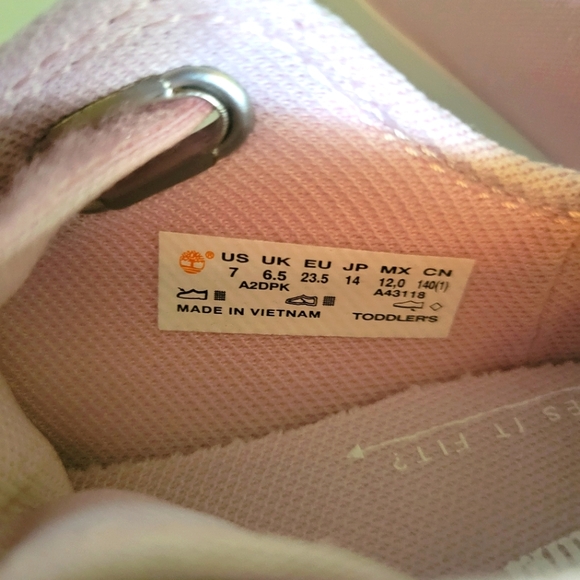 US UK EU JP MX CN
7 6.5 23.5 14 12,0 140(1)
A2DPK A43118
MADE IN VIETNAM TODDLER'S
ES IT FIT?